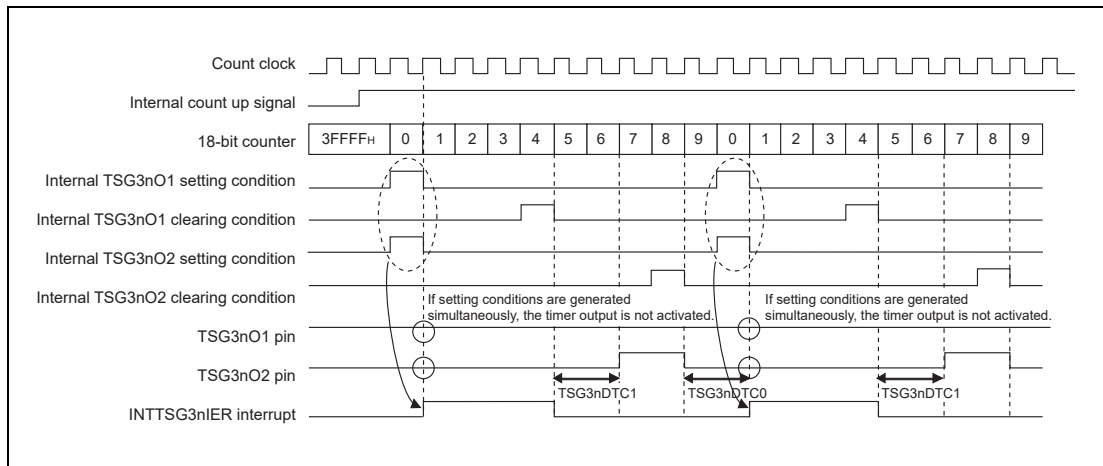 Count clock
Internal count up signal
18-bit counter 3FFFFH 0 1 2 3 4 5 6 7 8 9 0 1 2 3 4 5 6 7 8 9
Internal TSG3nO1 setting condition
Internal TSG3nO1 clearing condition
Internal TSG3nO2 setting condition
Internal TSG3nO2 clearing condition
If setting conditions are generated
simultaneously, the timer output is not activated.
If setting conditions are generated
simultaneously, the timer output is not activated.
TSG3nO1 pin
TSG3nO2 pin
TSG3nDTC1 TSG3nDTC0 TSG3nDTC1
INTTSG3nIER interrupt